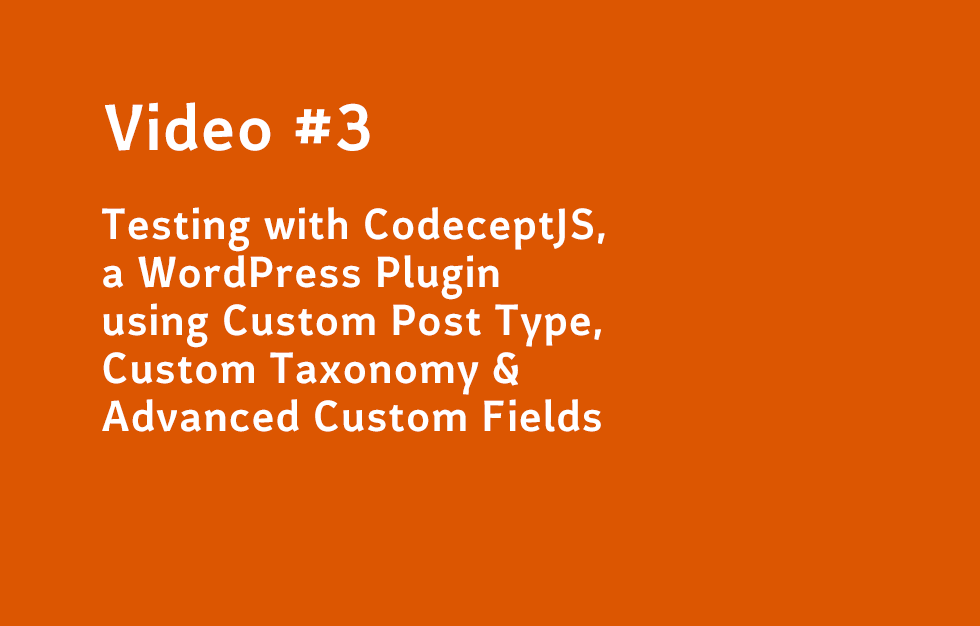 Video #3
Testing with CodeceptJS,
a WordPress Plugin
using Custom Post Type,
Custom Taxonomy &
Advanced Custom Fields